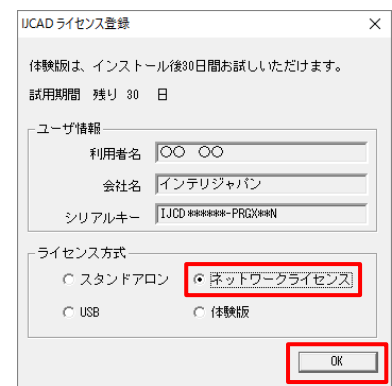 IJCAD ライセンス登録
体験版は、インストール後30日間お試しいただけます。
試用期間 残り 30 日
ユーザ情報
利用者名 〇〇 〇〇
会社名 インテリジャパン
シリアルキー IJCD******-PRGX**N
ライセンス方式
スタンドアロン ネットワークライセンス
USB 体験版
OK